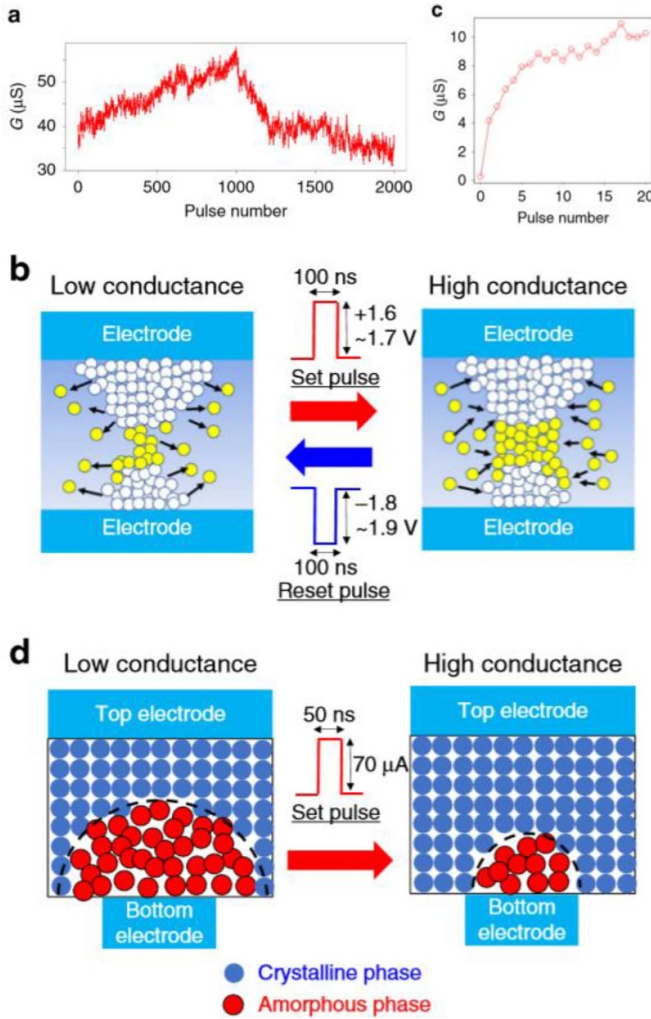 a
G (μS)
50
40
30
0
500
1000
1500
2000
Pulse number
c
G (μS)
10
8
6
4
2
0
0
5
10
15
20
Pulse number
b
Low conductance
100 ns
High conductance
Electrode
+1.6
~1.7 V
Electrode
Set pulse
Electrode
−1.8
~1.9 V
Electrode
100 ns
Reset pulse
d
Low conductance
High conductance
Top electrode
50 ns
Top electrode
70 μA
Set pulse
Bottom
electrode
Bottom
electrode
Crystalline phase
Amorphous phase